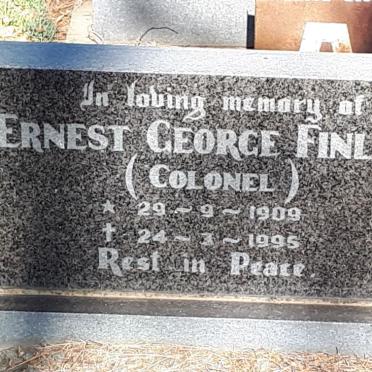 In loving memory of
ERNEST GEORGE FINL
(COLONEL)
* 29 ~ 9 ~ 1909
† 24 ~ 3 ~ 1995
Rest in Peace.
A